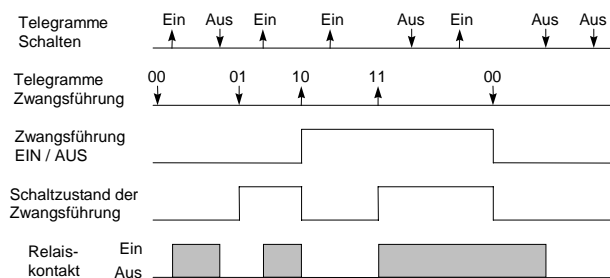 Telegramme
Schalten
Ein Aus Ein Ein Aus Ein Aus Aus
Telegramme
Zwangsführung
00 01 10 11 00
Zwangsführung
EIN / AUS
Schaltzustand der
Zwangsführung
Relais-
kontakt
Ein
Aus